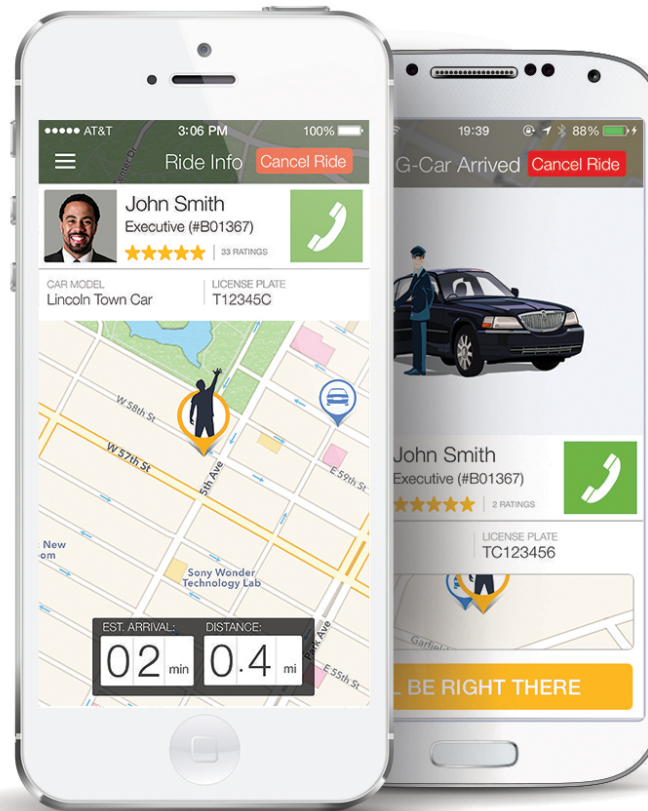 AT&T 3:06 PM 100%
Ride Info Cancel Ride
John Smith
Executive (#B01367)
33 RATINGS
CAR MODEL LICENSE PLATE
Lincoln Town Car T12345C
W 58th St
W 57th St
5th Ave
E 59th St
New
Sony Wonder
Technology Lab
Park Ave
E 55th St
EST. ARRIVAL: DISTANCE:
02 min 0.4 mi
19:39 88%
G-Car Arrived Cancel Ride
John Smith
Executive (#B01367)
2 RATINGS
LICENSE PLATE
TC123456
BE RIGHT THERE